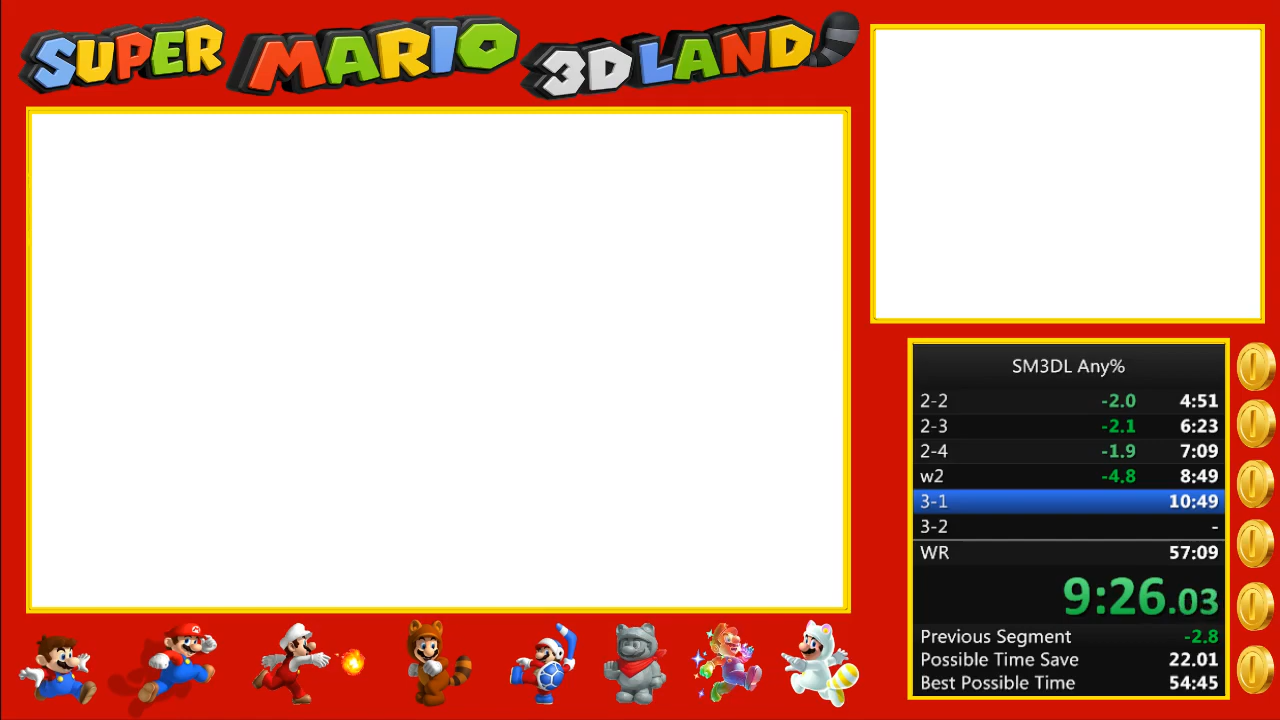 SUPER MARIO 3D LAND
SM3DL Any%
2-2 -2.0 4:51
2-3 -2.1 6:23
2-4 -1.9 7:09
w2 -4.8 8:49
3-1 10:49
3-2 -
WR 57:09
9:26.03
Previous Segment -2.8
Possible Time Save 22.01
Best Possible Time 54:45